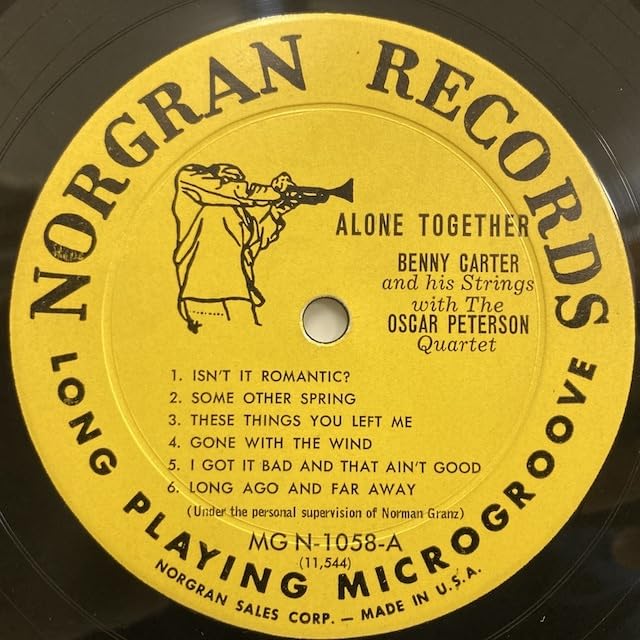 NORGRAN RECORDS
ALONE TOGETHER
BENNY CARTER
and his Strings
with The
OSCAR PETERSON
Quartet
1. ISN'T IT ROMANTIC?
2. SOME OTHER SPRING
3. THESE THINGS YOU LEFT ME
4. GONE WITH THE WIND
5. I GOT IT BAD AND THAT AIN'T GOOD
6. LONG AGO AND FAR AWAY
(Under the personal supervision of Norman Granz)
MG N-1058-A
(11,544)
LONG PLAYING MICROGROOVE
NORGRAN SALES CORP. — MADE IN U.S.A.